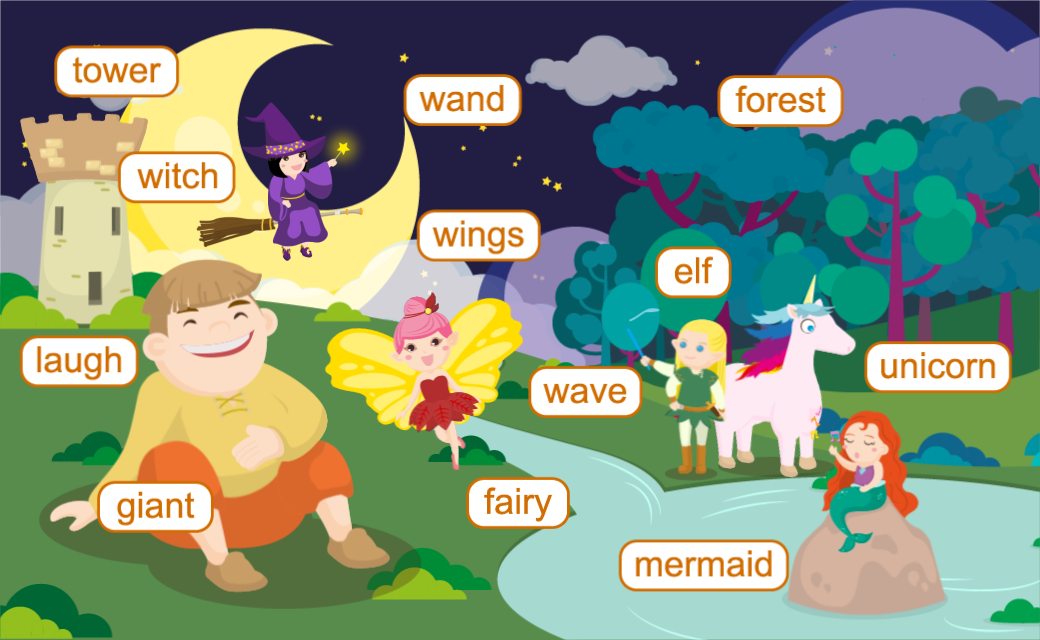 tower
wand
forest
witch
wings
elf
laugh
unicorn
wave
giant
fairy
mermaid